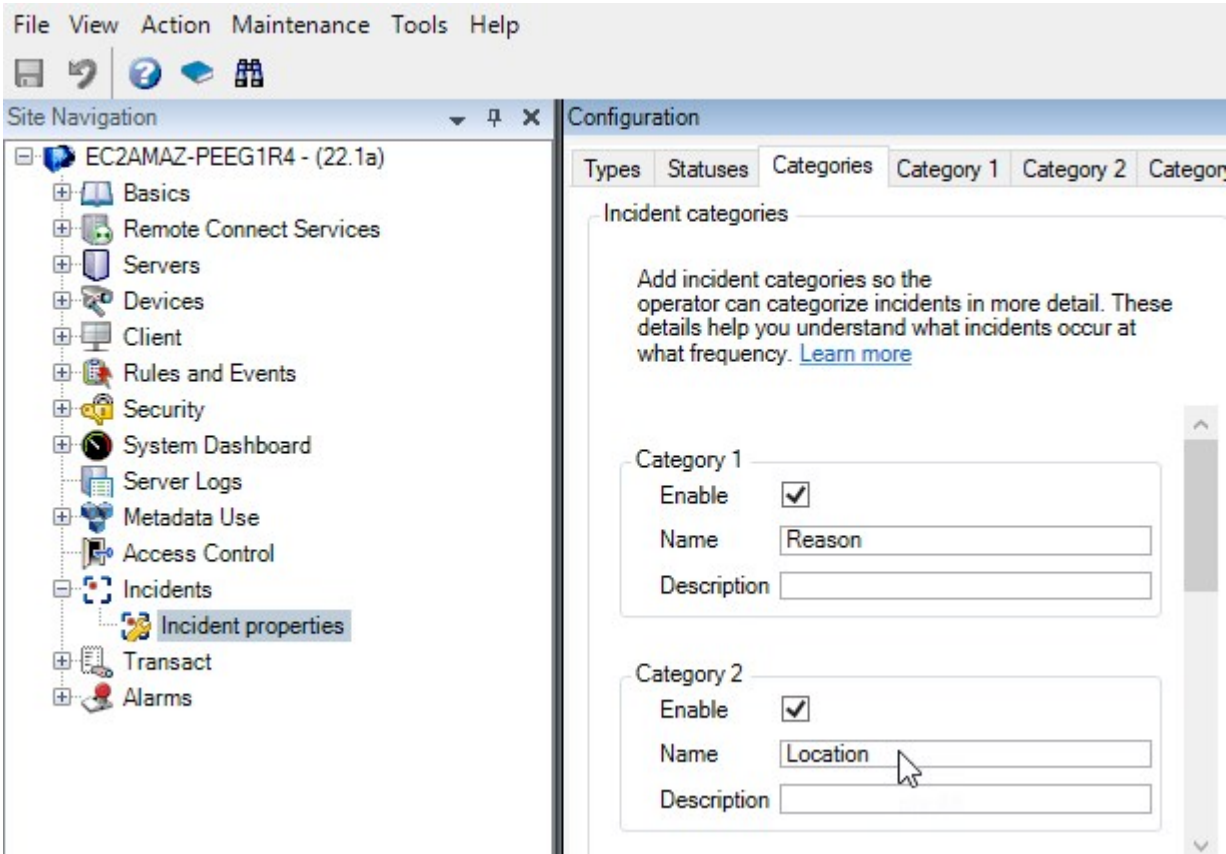 File View Action Maintenance Tools Help
Site Navigation
EC2AMAZ-PEEG1R4 - (22.1a)
Basics
Remote Connect Services
Servers
Devices
Client
Rules and Events
Security
System Dashboard
Server Logs
Metadata Use
Access Control
Incidents
Incident properties
Transact
Alarms
Configuration
Types Statuses Categories Category 1 Category 2 Category
Incident categories
Add incident categories so the
operator can categorize incidents in more detail. These
details help you understand what incidents occur at
what frequency. Learn more
Category 1
Enable
Name Reason
Description
Category 2
Enable
Name Location
Description